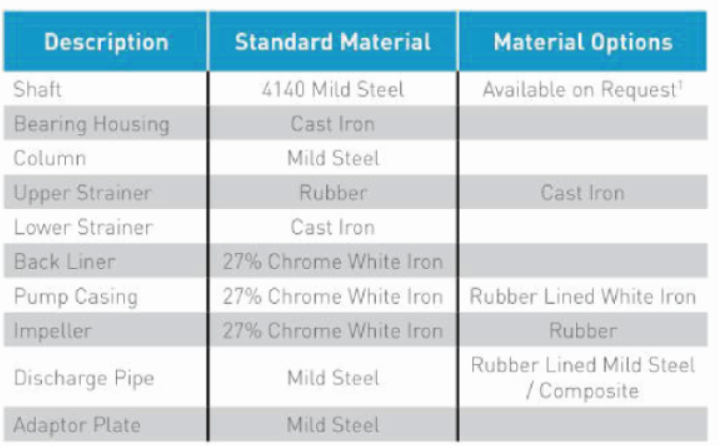 Description Standard Material Material Options
Shaft 4140 Mild Steel Available on Request¹
Bearing Housing Cast Iron
Column Mild Steel
Upper Strainer Rubber Cast Iron
Lower Strainer Cast Iron
Back Liner 27% Chrome White Iron
Pump Casing 27% Chrome White Iron Rubber Lined White Iron
Impeller 27% Chrome White Iron Rubber
Discharge Pipe Mild Steel Rubber Lined Mild Steel
/ Composite
Adaptor Plate Mild Steel